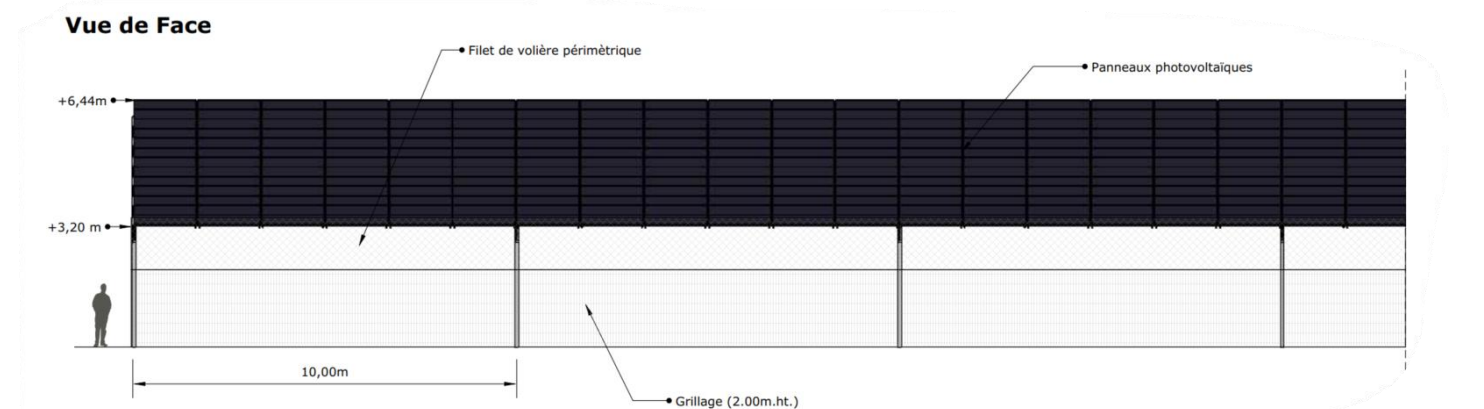 Vue de Face
Filet de volière périmètrique
Panneaux photovoltaïques
+6,44m
+3,20 m
10,00m
Grillage (2.00m.ht.)